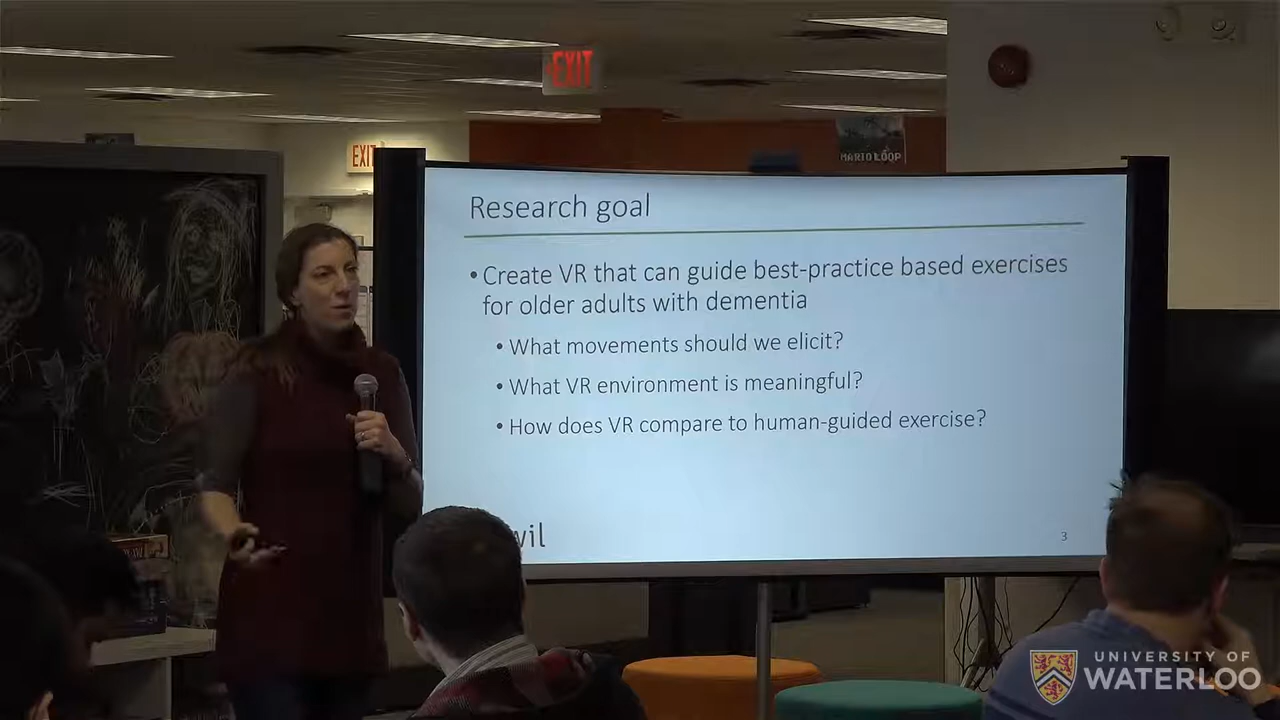 EXIT
EXIT
MARIO LOOP
Research goal
• Create VR that can guide best-practice based exercises
for older adults with dementia
• What movements should we elicit?
• What VR environment is meaningful?
• How does VR compare to human-guided exercise?
3
UNIVERSITY OF
WATERLOO